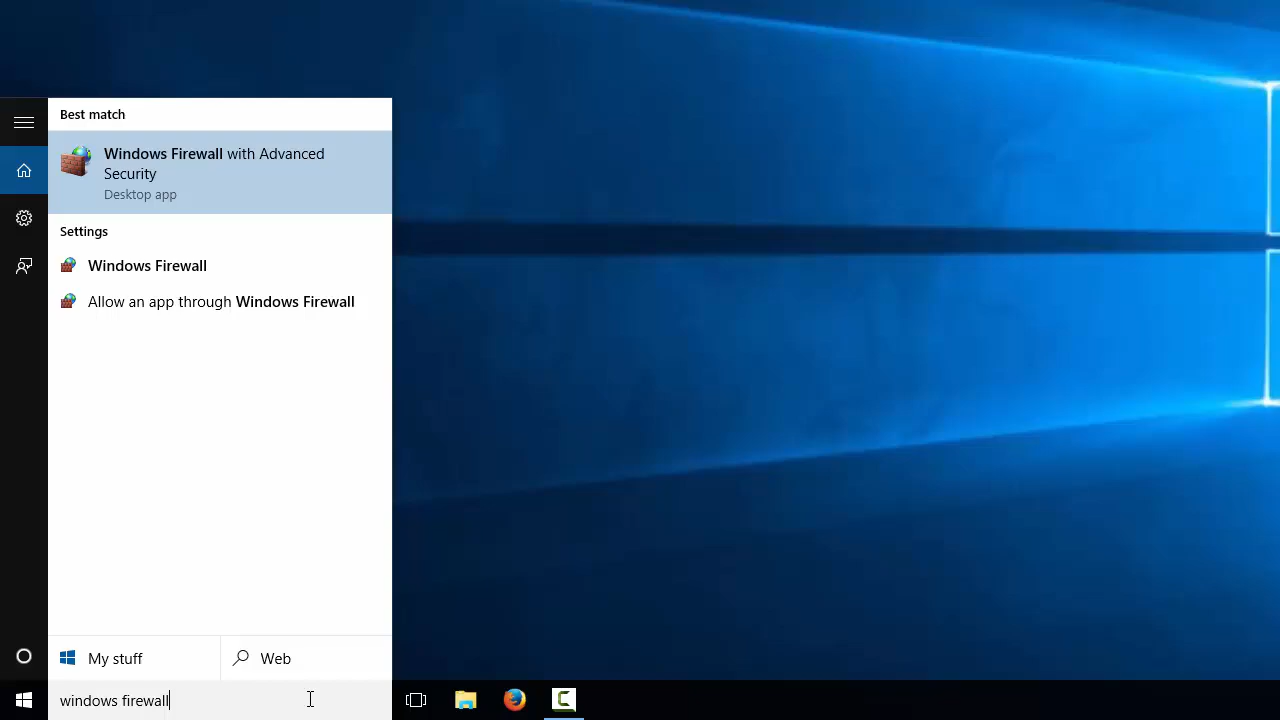 Best match
Windows Firewall with Advanced
Security
Desktop app
Settings
Windows Firewall
Allow an app through Windows Firewall
My stuff
Web
windows firewall